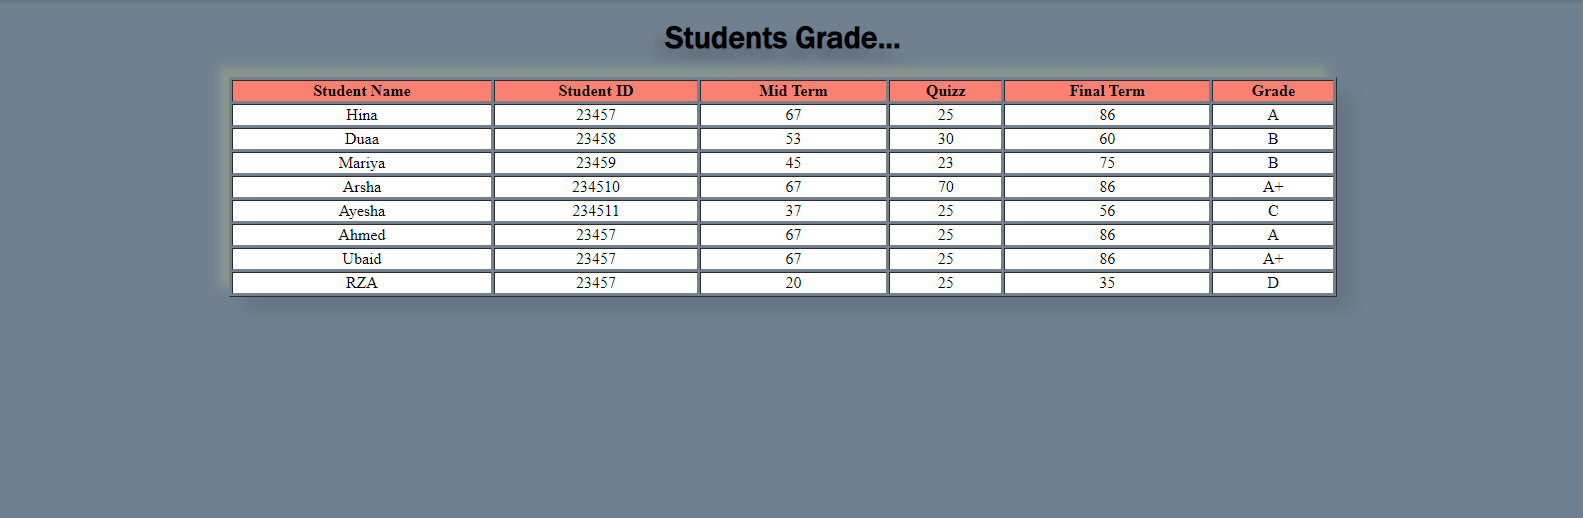 Students Grade...
Student Name Student ID Mid Term Quizz Final Term Grade
Hina 23457 67 25 86 A
Duaa 23458 53 30 60 B
Mariya 23459 45 23 75 B
Arsha 234510 67 70 86 A+
Ayesha 234511 37 25 56 C
Ahmed 23457 67 25 86 A
Ubaid 23457 67 25 86 A+
RZA 23457 20 25 35 D